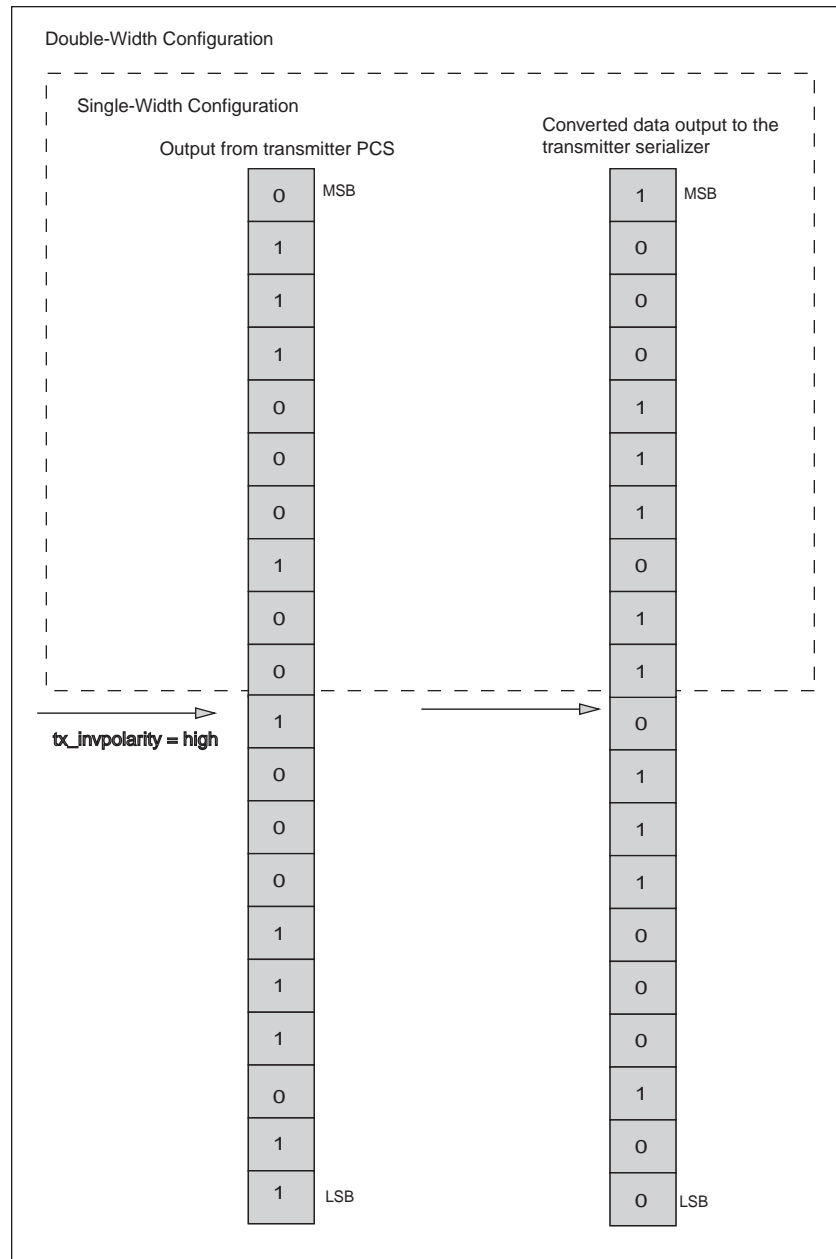 Double-Width Configuration
Single-Width Configuration
Output from transmitter PCS
Converted data output to the
transmitter serializer
0 MSB 1 MSB
1 0
1 0
1 0
0 1
0 1
0 1
1 0
0 1
0 1
tx_invpolarity = high
1 0
0 1
0 1
0 1
1 0
1 0
1 0
0 1
1 0
1 LSB 0 LSB